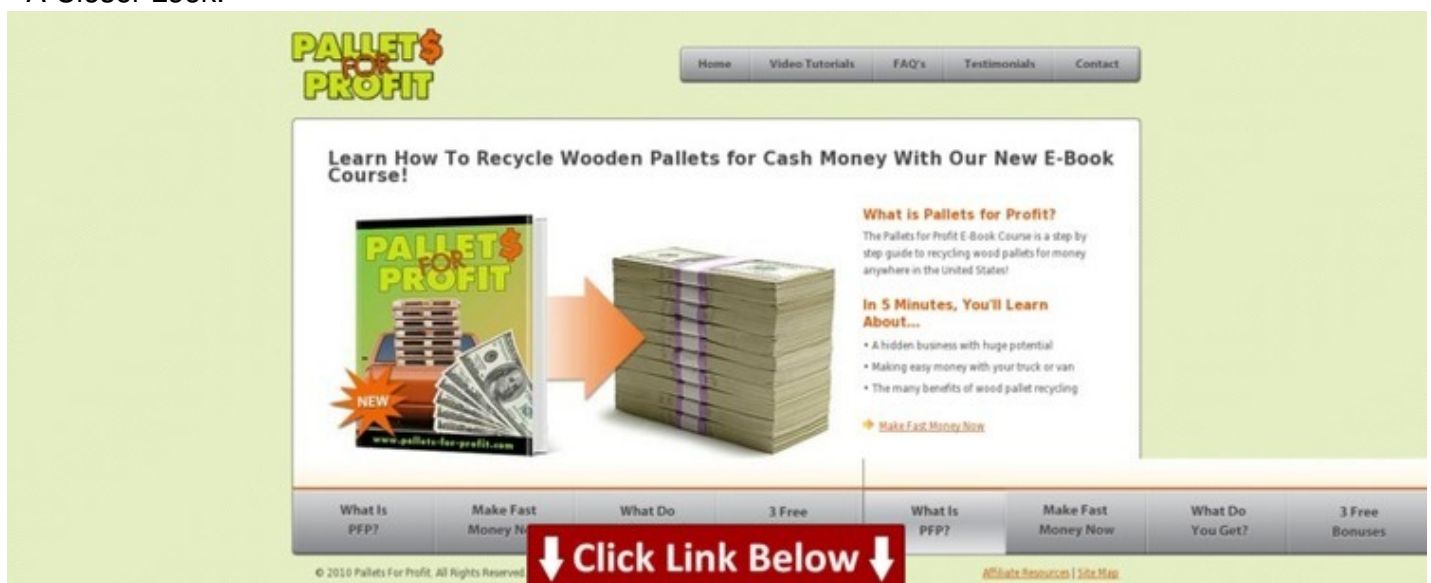 A Closer Look:
PALLET$
FOR
PROFIT
Home Video Tutorials FAQ's Testimonials Contact
Learn How To Recycle Wooden Pallets for Cash Money With Our New E-Book
Course!
PALLET$
FOR
PROFIT
NEW
www.pallets-for-profit.com
What is Pallets for Profit?
The Pallets for Profit E-Book Course is a step by
step guide to recycling wood pallets for money
anywhere in the United States!
In 5 Minutes, You'll Learn
About...
• A hidden business with huge potential
• Making easy money with your truck or van
• The many benefits of wood pallet recycling
Make Fast Money Now
What Is
PFP?
Make Fast
Money
What Do
3 Free
What Is
PFP?
Make Fast
Money Now
What Do
You Get?
3 Free
Bonuses
Click Link Below
© 2010 Pallets For Profit. All Rights Reserved.
Affiliate Resources | Site Map